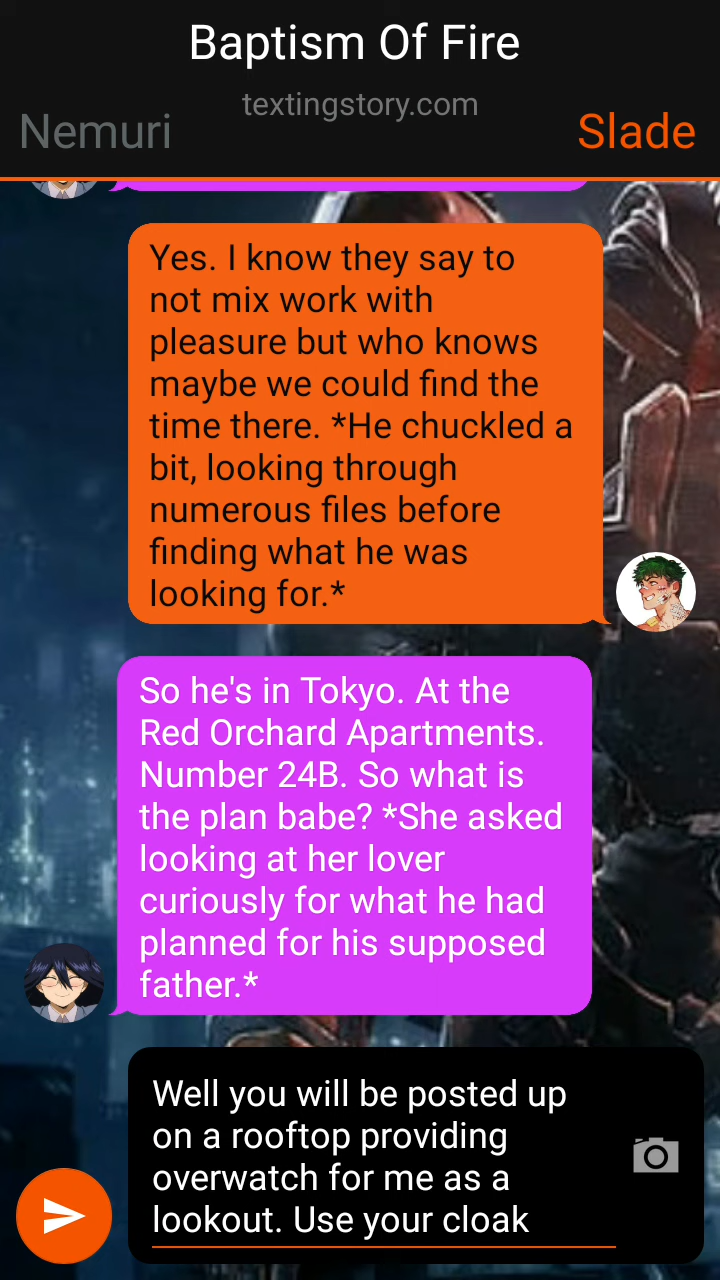 Baptism Of Fire
textingstory.com
Nemuri
Slade
Yes. I know they say to
not mix work with
pleasure but who knows
maybe we could find the
time there. *He chuckled a
bit, looking through
numerous files before
finding what he was
looking for.*
So he's in Tokyo. At the
Red Orchard Apartments.
Number 24B. So what is
the plan babe? *She asked
looking at her lover
curiously for what he had
planned for his supposed
father.*
Well you will be posted up
on a rooftop providing
overwatch for me as a
lookout. Use your cloak